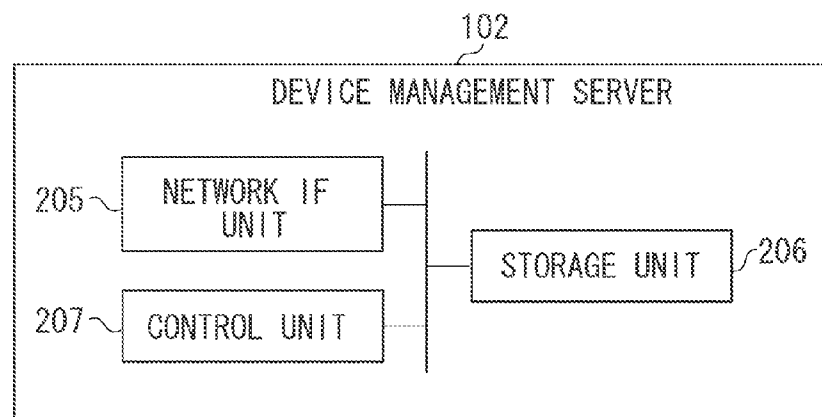 102
DEVICE MANAGEMENT SERVER
205
NETWORK IF
UNIT
STORAGE UNIT
206
207
CONTROL UNIT